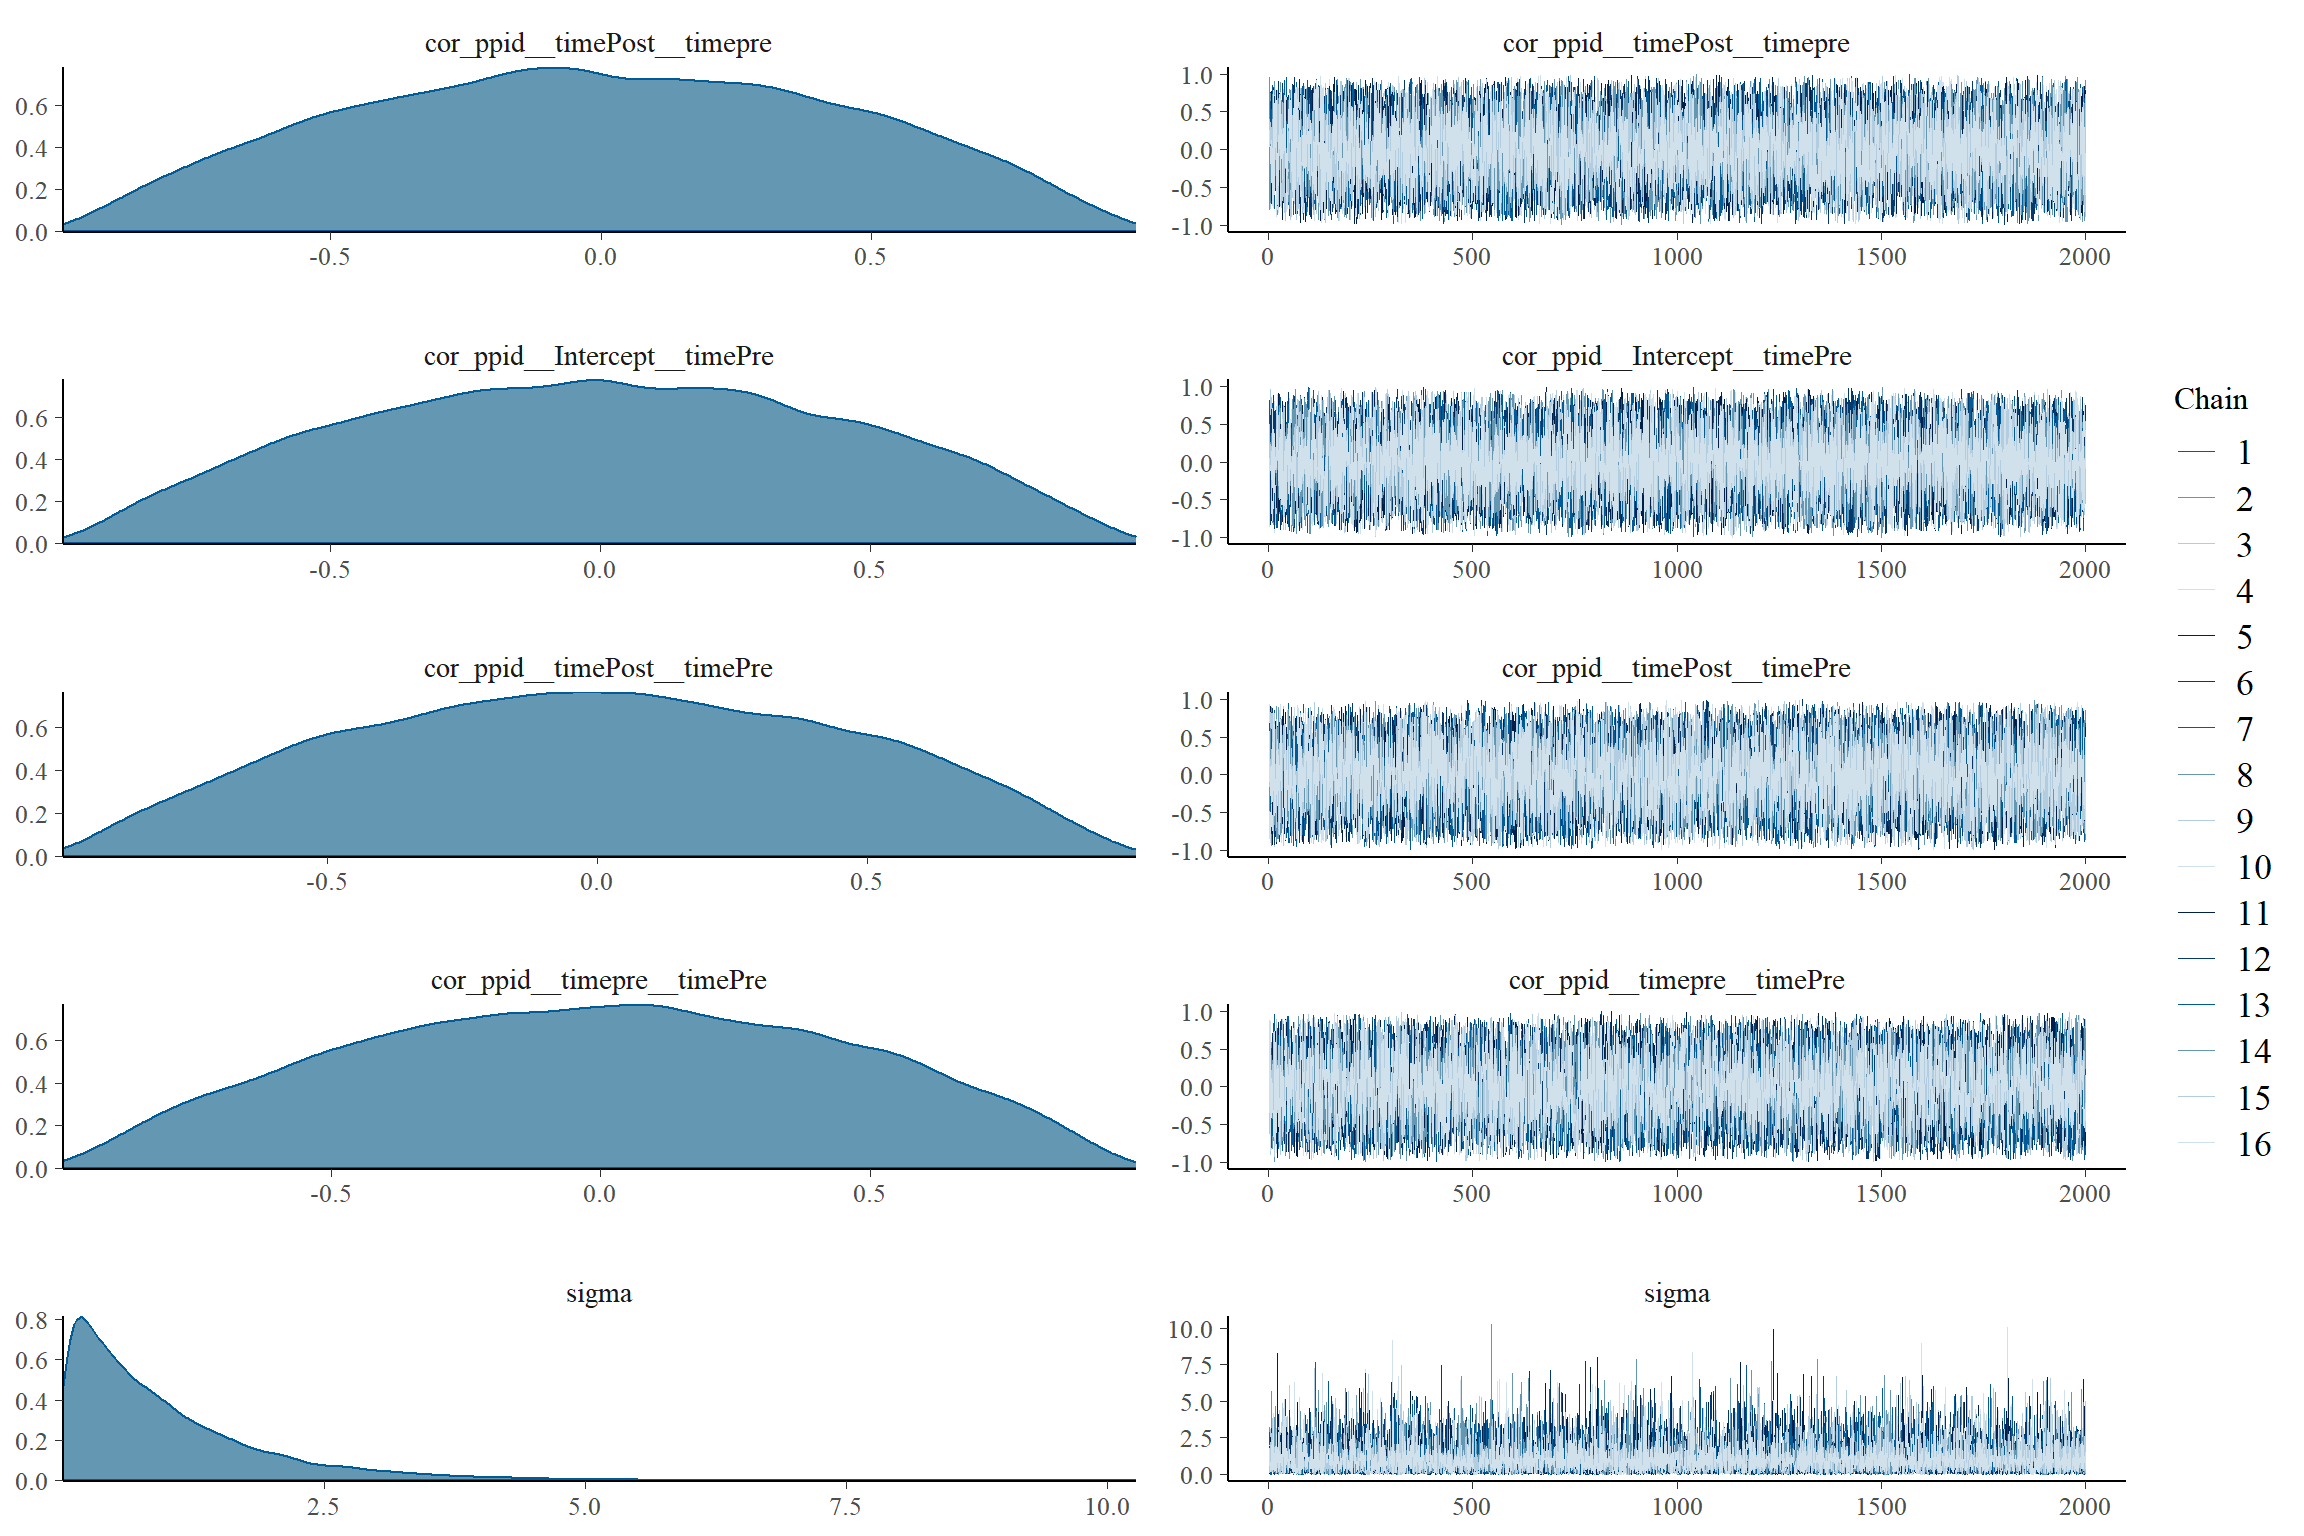 cor_ppid__timePost__timepre
0.6
0.4
0.2
0.0
-0.5 0.0 0.5
cor_ppid__timePost__timepre
1.0
0.5
0.0
-0.5
-1.0
0 500 1000 1500 2000
cor_ppid__Intercept__timePre
0.6
0.4
0.2
0.0
-0.5 0.0 0.5
cor_ppid__Intercept__timePre
1.0
0.5
0.0
-0.5
-1.0
0 500 1000 1500 2000
cor_ppid__timePost__timePre
0.6
0.4
0.2
0.0
-0.5 0.0 0.5
cor_ppid__timePost__timePre
1.0
0.5
0.0
-0.5
-1.0
0 500 1000 1500 2000
cor_ppid__timepre__timePre
0.6
0.4
0.2
0.0
-0.5 0.0 0.5
cor_ppid__timepre__timePre
1.0
0.5
0.0
-0.5
-1.0
0 500 1000 1500 2000
sigma
0.8
0.6
0.4
0.2
0.0
2.5 5.0 7.5 10.0
sigma
10.0
7.5
5.0
2.5
0.0
0 500 1000 1500 2000
Chain
1
2
3
4
5
6
7
8
9
10
11
12
13
14
15
16